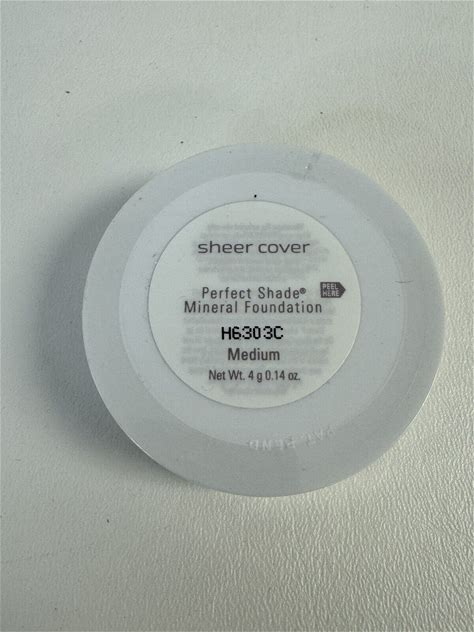 sheer cover
Perfect Shade®
Mineral Foundation
PEEL
HERE
H6303C
Medium
Net Wt. 4 g 0.14 oz.